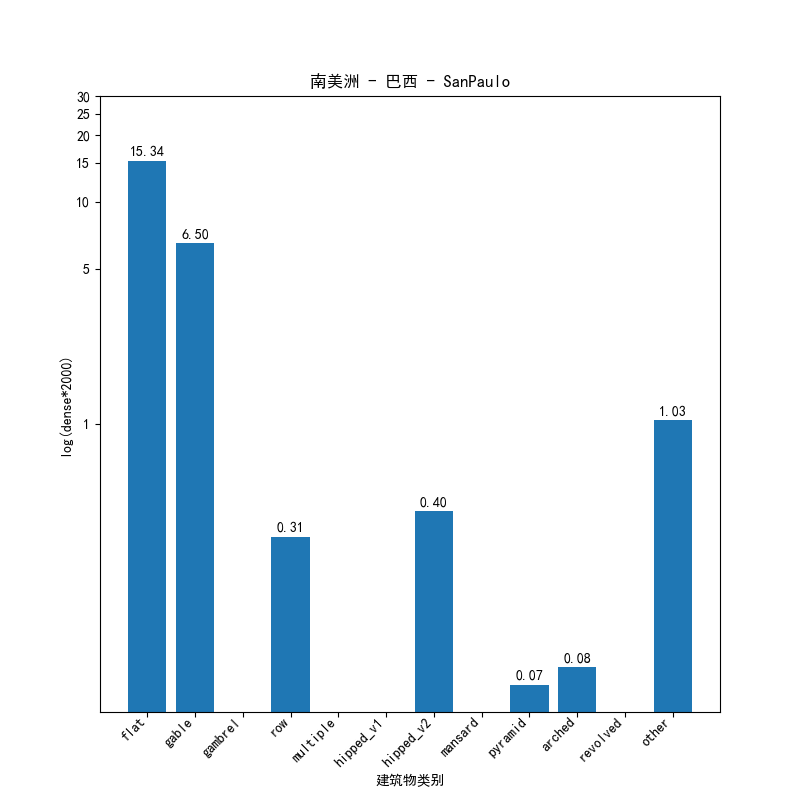 南美洲 - 巴西 - SanPaulo
30
25
20
15
10
5
1
log(dense*2000)
15.34
6.50
0.31
0.40
0.07
0.08
1.03
flat
gable
gambrel
row
multiple
hipped_v1
hipped_v2
mansard
pyramid
arched
revolved
other
建筑物类别